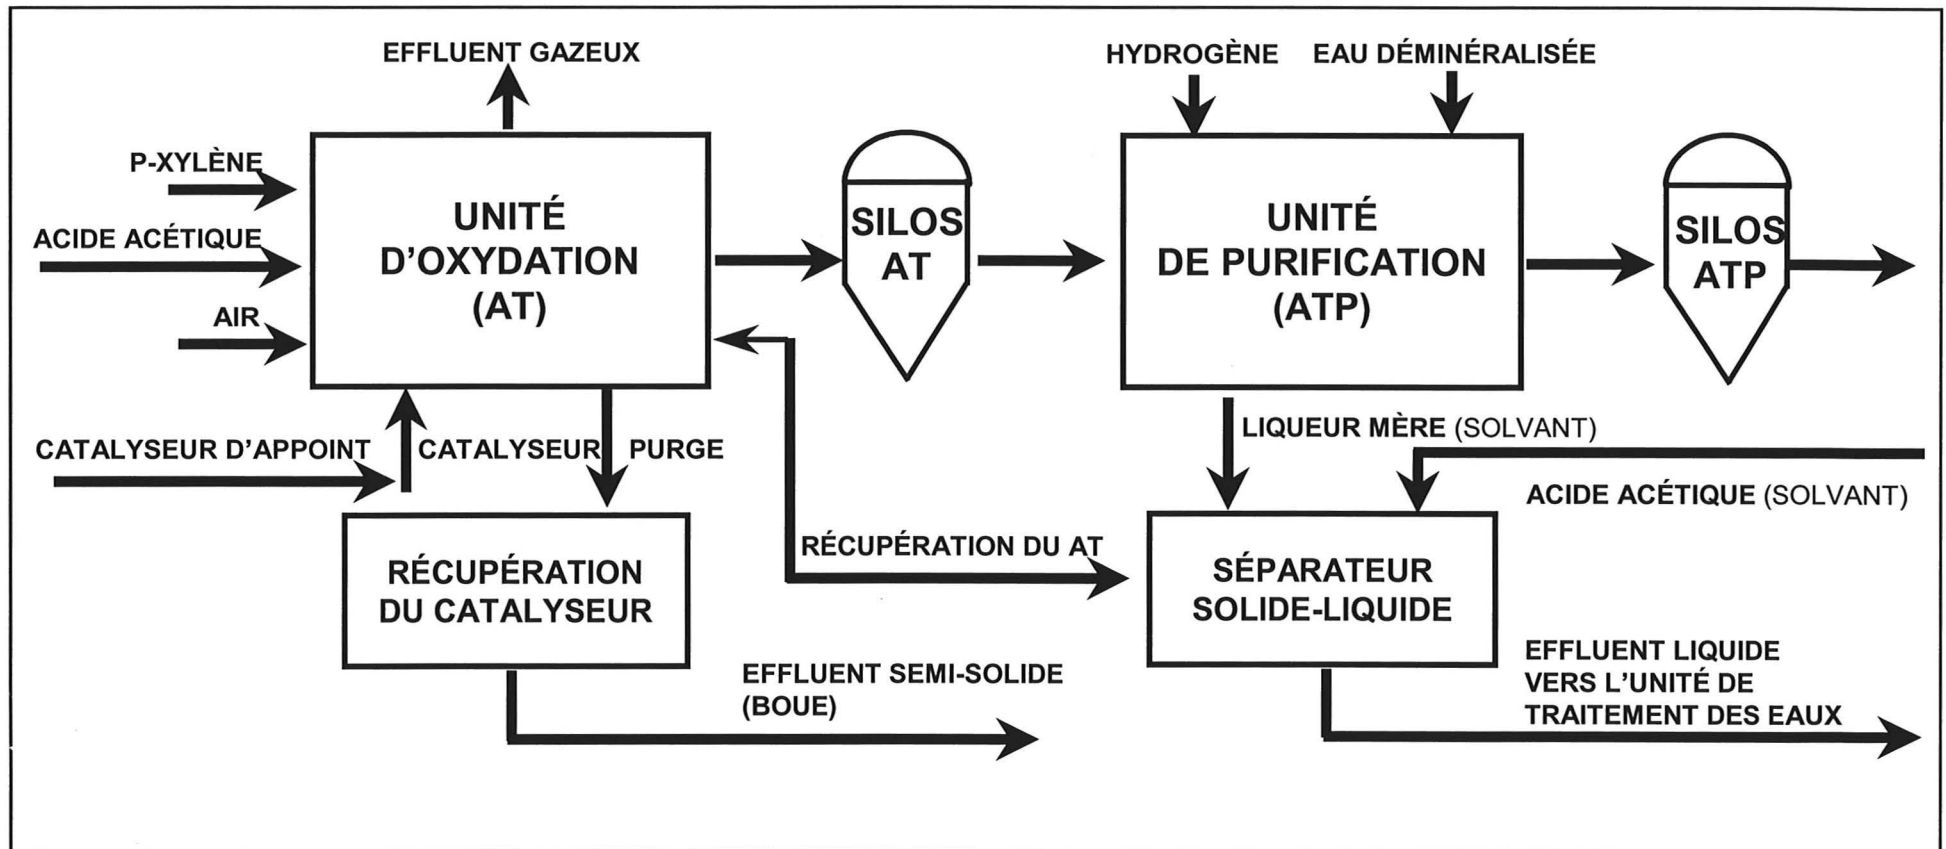 EFFLUENT GAZEUX
HYDROGÈNE
EAU DÉMINÉRALISÉE
P-XYLÈNE
ACIDE ACÉTIQUE
AIR
UNITÉ
D'OXYDATION
(AT)
SILOS
AT
UNITÉ
DE PURIFICATION
(ATP)
SILOS
ATP
CATALYSEUR D'APPOINT
CATALYSEUR
PURGE
LIQUEUR MÈRE (SOLVANT)
ACIDE ACÉTIQUE (SOLVANT)
RÉCUPÉRATION
DU CATALYSEUR
RÉCUPÉRATION DU AT
SÉPARATEUR
SOLIDE-LIQUIDE
EFFLUENT SEMI-SOLIDE
(BOUE)
EFFLUENT LIQUIDE
VERS L'UNITÉ DE
TRAITEMENT DES EAUX